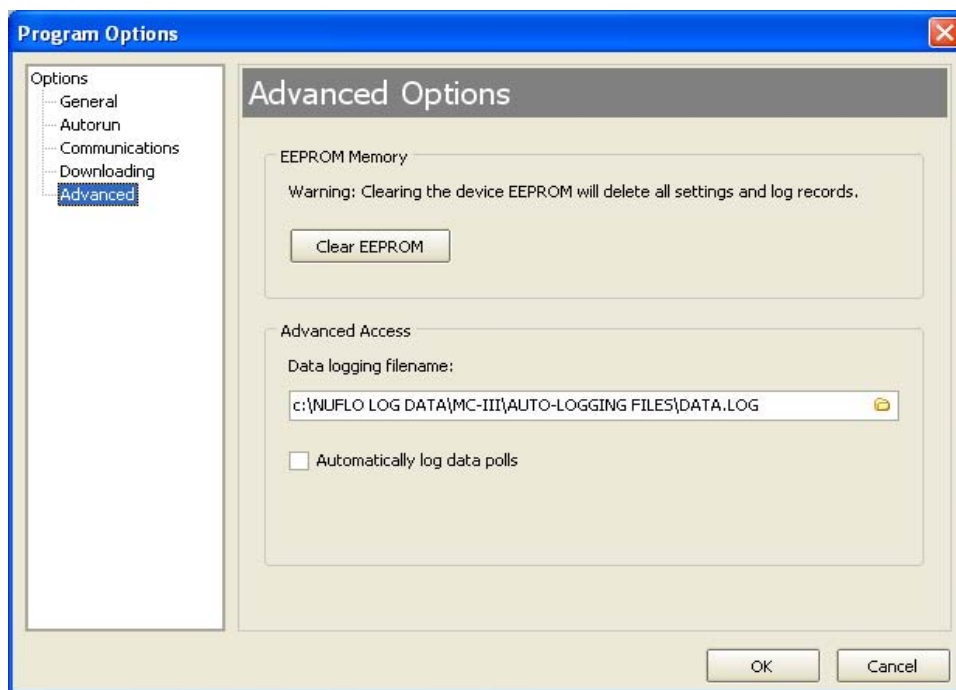 Program Options
Options
General
Autorun
Communications
Downloading
Advanced
Advanced Options
EEPROM Memory
Warning: Clearing the device EEPROM will delete all settings and log records.
Clear EEPROM
Advanced Access
Data logging filename:
c:\NUFLO LOG DATA\MC-III\AUTO-LOGGING FILES\DATA.LOG
Automatically log data polls
OK
Cancel